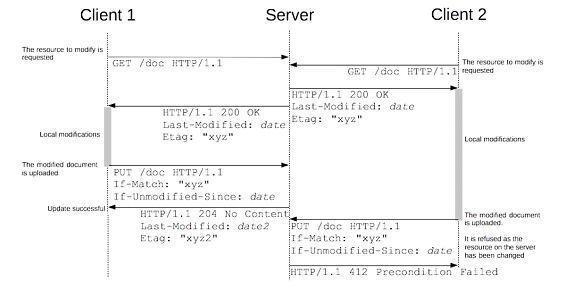 Client 1
Server
Client 2
The resource to modify is
requested
GET /doc HTTP/1.1
The resource to modify is
requested
GET /doc HTTP/1.1
HTTP/1.1 200 OK
Last-Modified: date
Etag: "xyz"
HTTP/1.1 200 OK
Last-Modified: date
Etag: "xyz"
Local modifications
Local modifications
The modified document
is uploaded
PUT /doc HTTP/1.1
If-Match: "xyz"
If-Unmodified-Since: date
Update successful
HTTP/1.1 204 No Content
Last-Modified: date2
Etag: "xyz2"
The modified document
is uploaded.
PUT /doc HTTP/1.1
If-Match: "xyz"
If-Unmodified-Since: date
It is refused as the
resource on the server
has been changed
HTTP/1.1 412 Precondition Failed